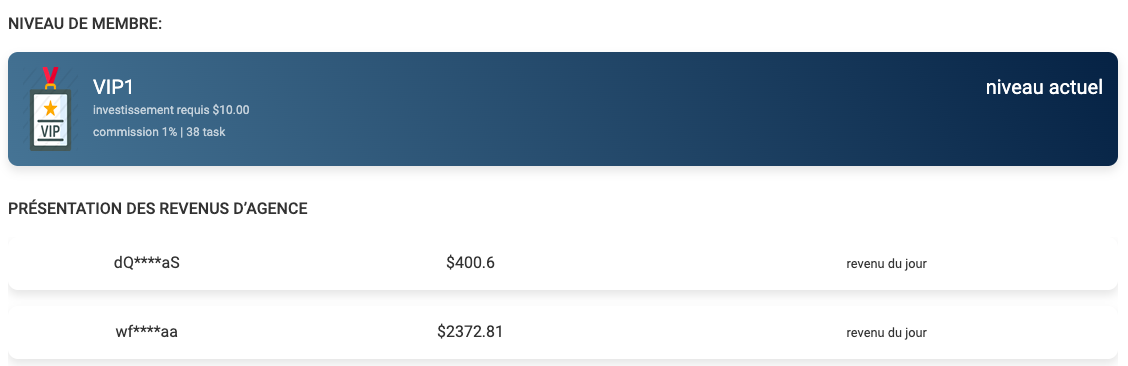 NIVEAU DE MEMBRE:
VIP1
niveau actuel
investissement requis $10.00
commission 1% | 38 task
VIP
PRÉSENTATION DES REVENUS D'AGENCE
dQ****aS $400.6 revenu du jour
wf****aa $2372.81 revenu du jour